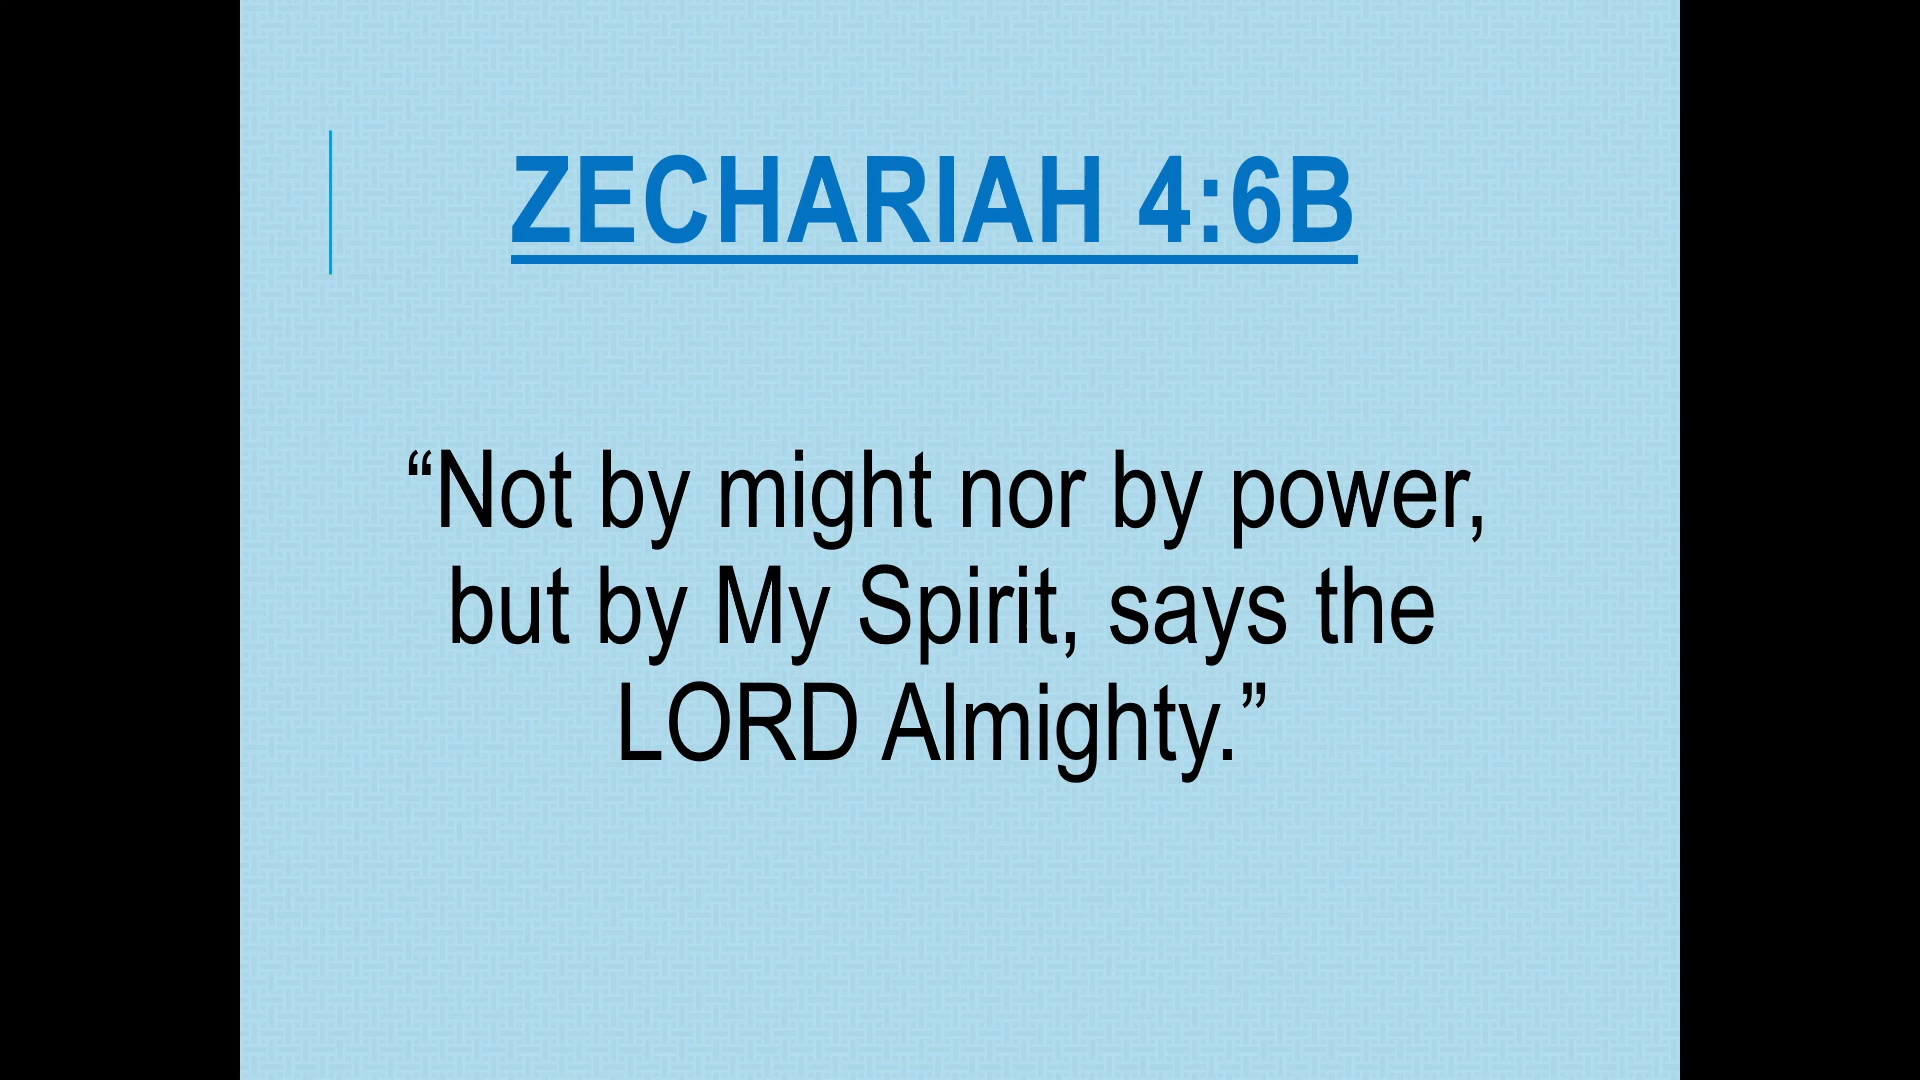 ZECHARIAH 4:6B
“Not by might nor by power,
but by My Spirit, says the
LORD Almighty.”